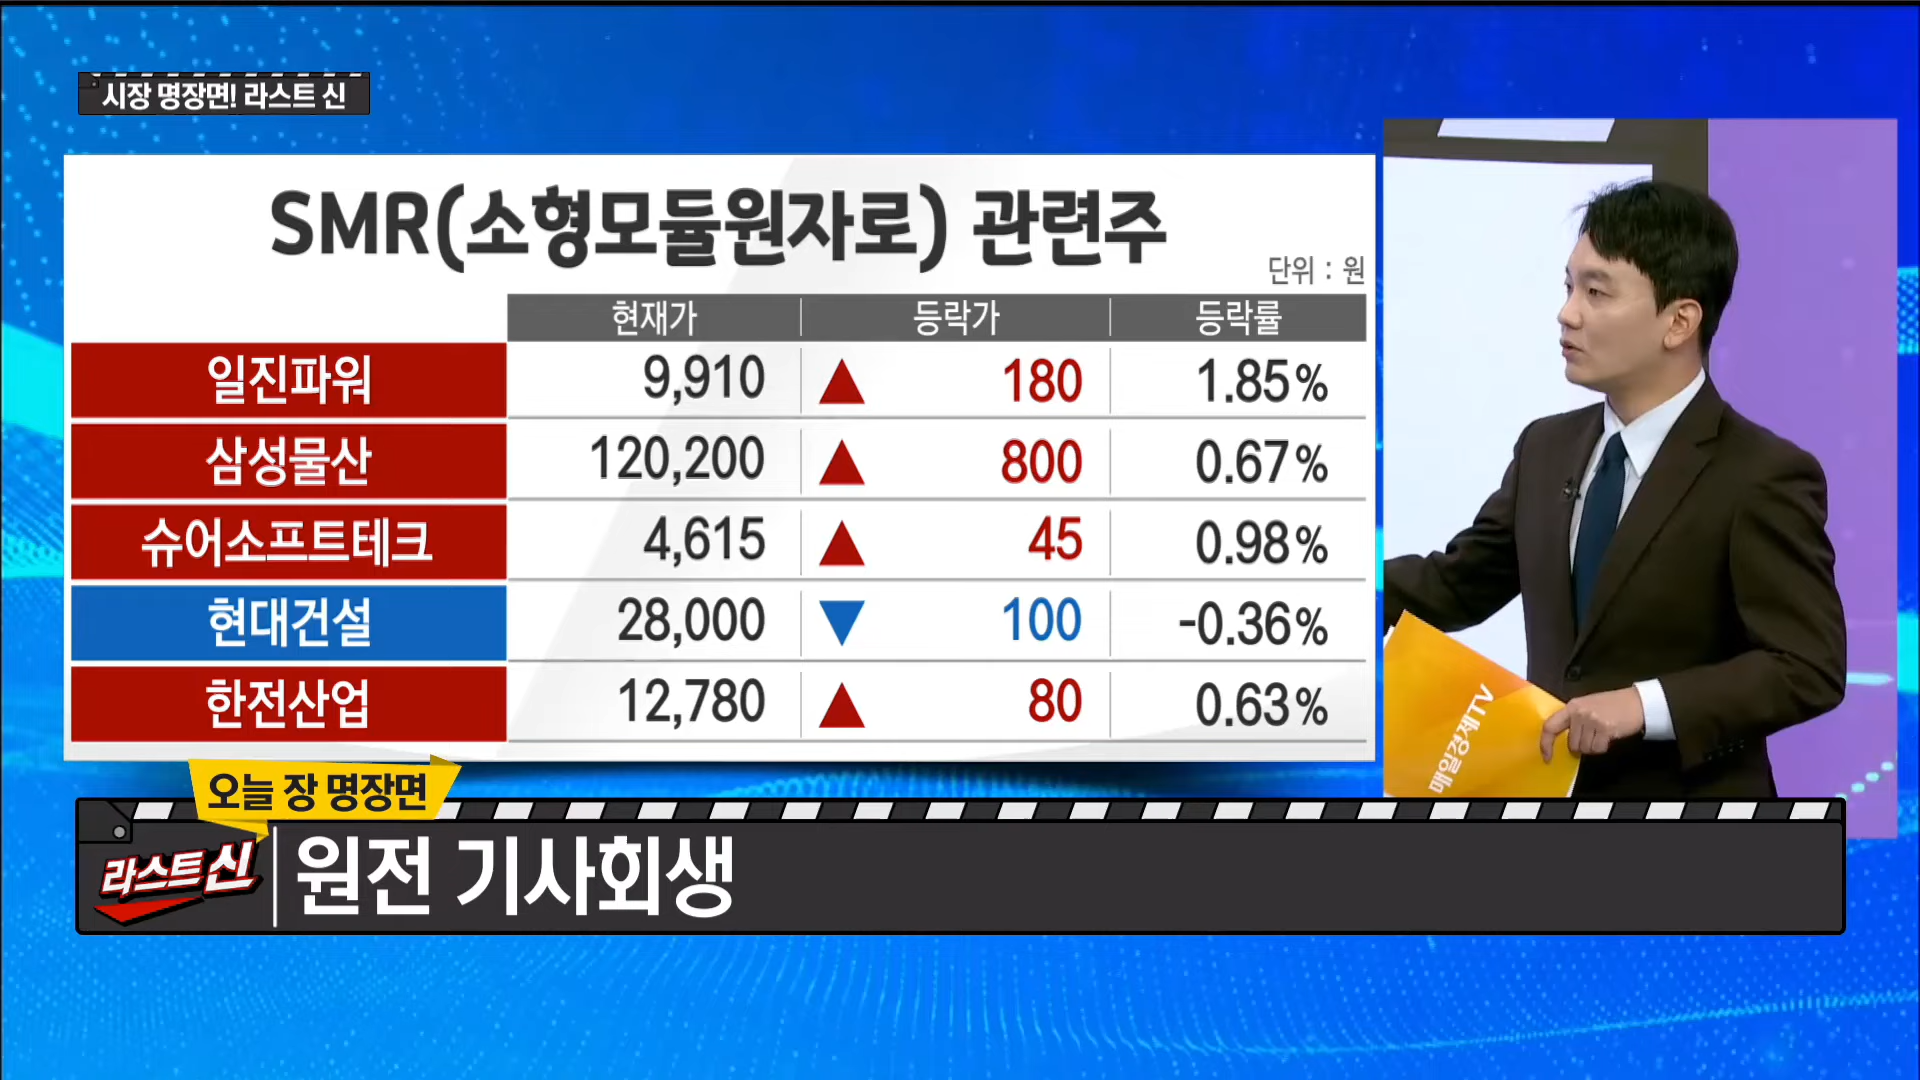 시장 명장면! 라스트 신
SMR(소형모듈원자로) 관련주
단위 : 원
현재가 등락가 등락률
일진파워 9,910 ▲ 180 1.85%
삼성물산 120,200 ▲ 800 0.67%
슈어소프트테크 4,615 ▲ 45 0.98%
현대건설 28,000 ▼ 100 -0.36%
한전산업 12,780 ▲ 80 0.63%
매일경제TV
오늘 장 명장면
라스트신
원전 기사회생